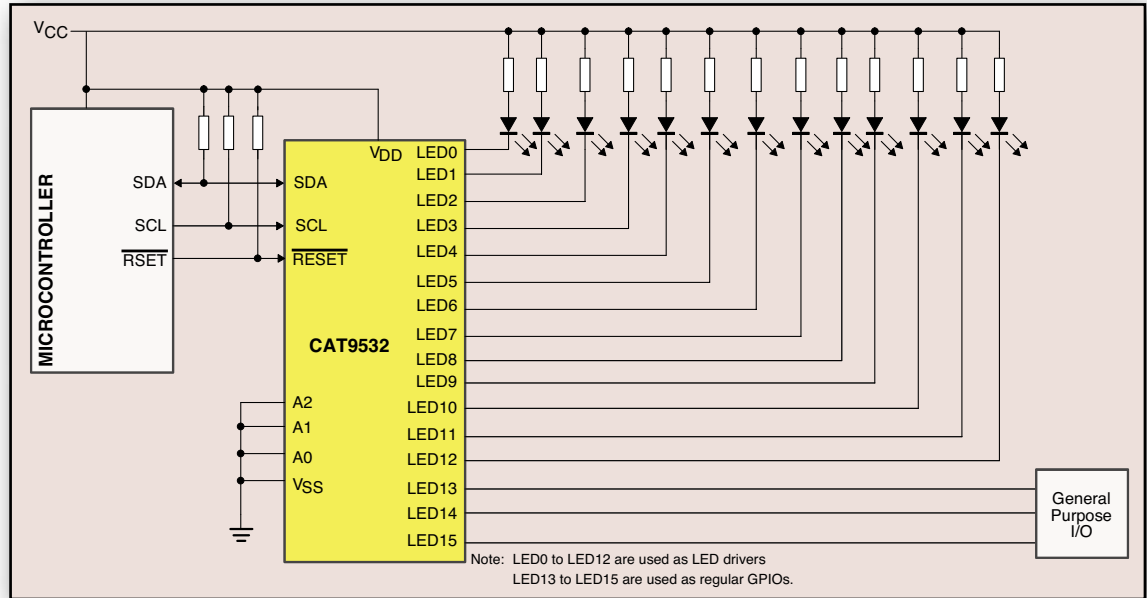 VCC
MICROCONTROLLER
SDA
SCL
RSET
VDD
SDA
SCL
RESET
CAT9532
A2
A1
A0
VSS
LED0
LED1
LED2
LED3
LED4
LED5
LED6
LED7
LED8
LED9
LED10
LED11
LED12
LED13
LED14
LED15
General
Purpose
I/O
Note: LED0 to LED12 are used as LED drivers
LED13 to LED15 are used as regular GPIOs.